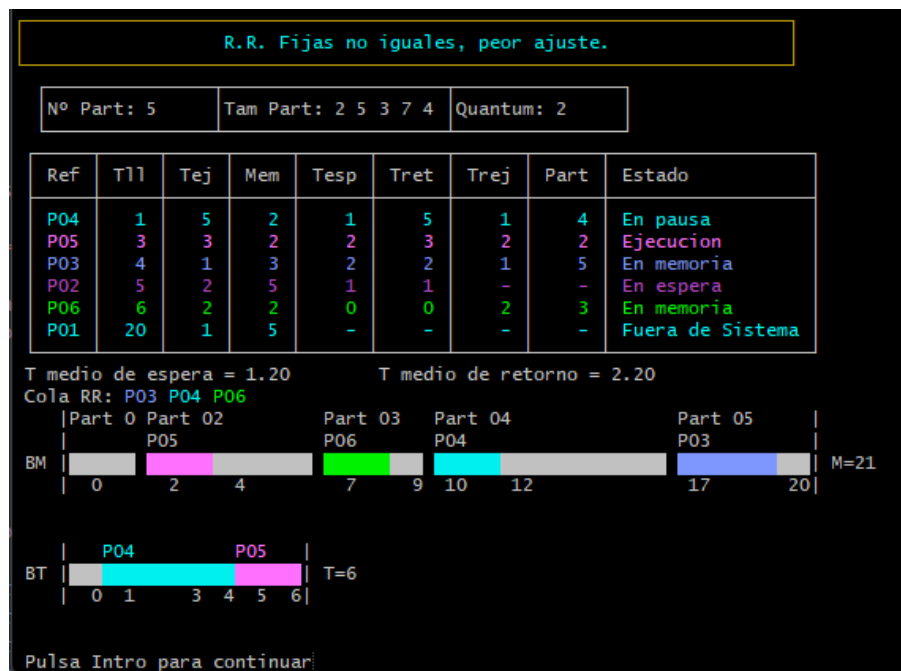 R.R. Fijas no iguales, peor ajuste.
Nº Part: 5 Tam Part: 2 5 3 7 4 Quantum: 2
Ref Tll Tej Mem Tesp Tret Trej Part Estado
P04 1 5 2 1 5 1 4 En pausa
P05 3 3 2 2 3 2 2 Ejecucion
P03 4 1 3 2 2 1 5 En memoria
P02 5 2 5 1 1 - - En espera
P06 6 2 2 0 0 2 3 En memoria
P01 20 1 5 - - - - Fuera de Sistema
T medio de espera = 1.20 T medio de retorno = 2.20
Cola RR: P03 P04 P06
|Part 0 Part 02 Part 03 Part 04 Part 05 |
| P05 P06 P04 P03 |
BM | | M=21
| 0 2 4 7 9 10 12 17 20|
| P04 P05 |
BT | | T=6
| 0 1 3 4 5 6|
Pulsa Intro para continuar